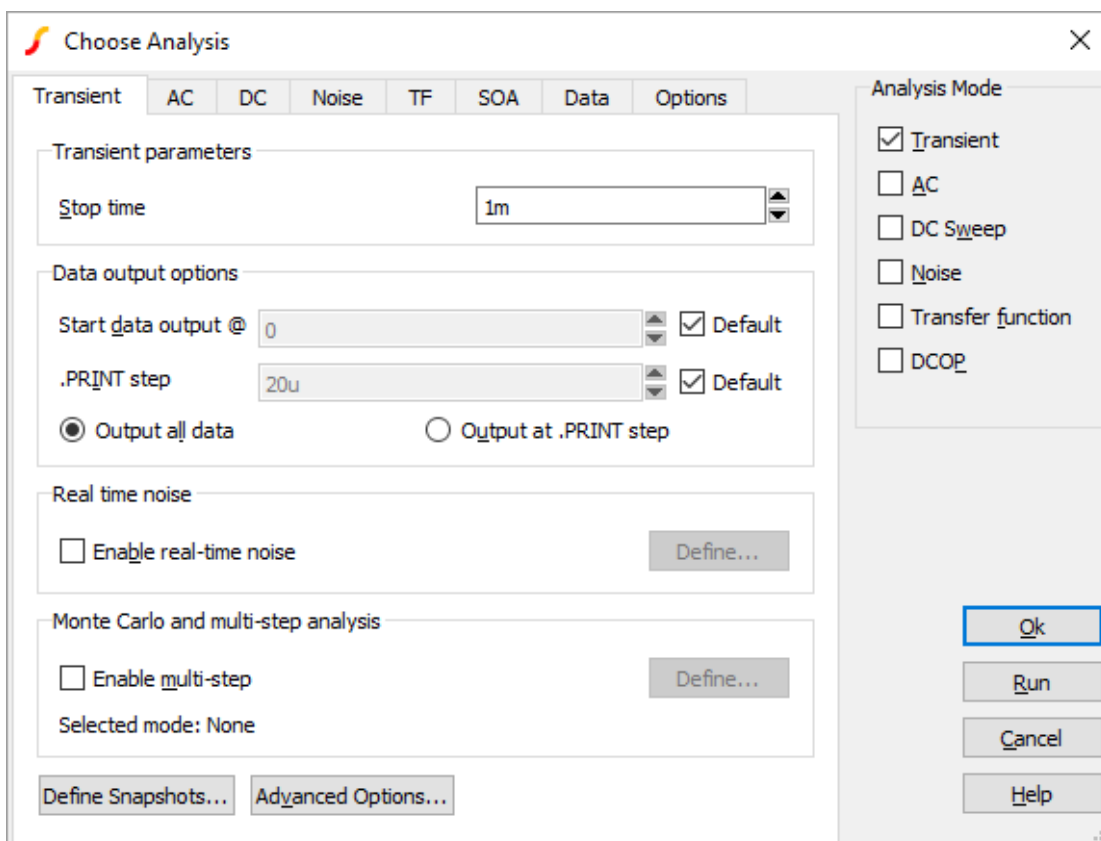 Choose Analysis
Transient AC DC Noise TF SOA Data Options
Transient parameters
Stop time 1m
Data output options
Start data output @ 0 Default
.PRINT step 20u Default
Output all data Output at .PRINT step
Real time noise
Enable real-time noise Define...
Monte Carlo and multi-step analysis
Enable multi-step Define...
Selected mode: None
Define Snapshots... Advanced Options...
Analysis Mode
Transient
AC
DC Sweep
Noise
Transfer function
DCOP
Ok
Run
Cancel
Help